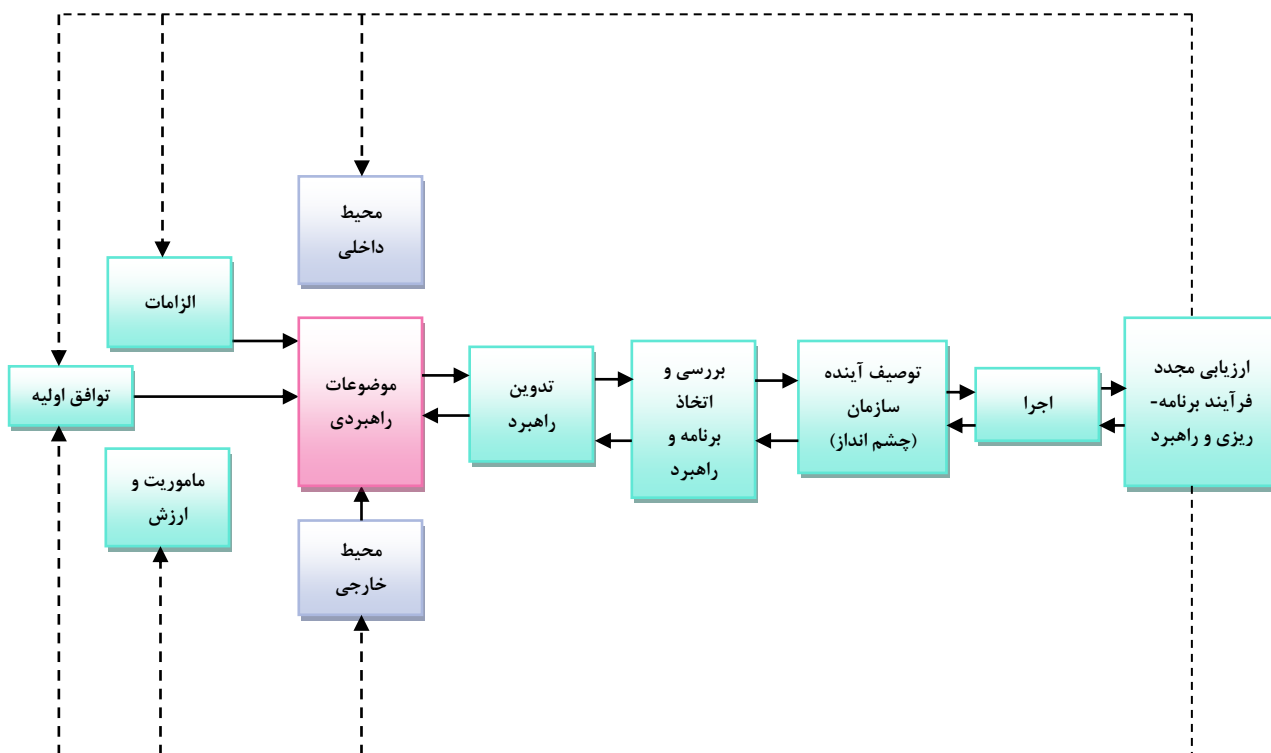 محیط
داخلی
الزامات
توافق اولیه
ماموریت و
ارزش
موضوعات
راهبردی
محیط
خارجی
تدوین
راهبرد
بررسی و
اتخاذ
برنامه و
راهبرد
توصیف آینده
سازمان
(چشم انداز)
اجرا
ارزیابی مجدد
فرآیند برنامه-
ریزی و راهبرد